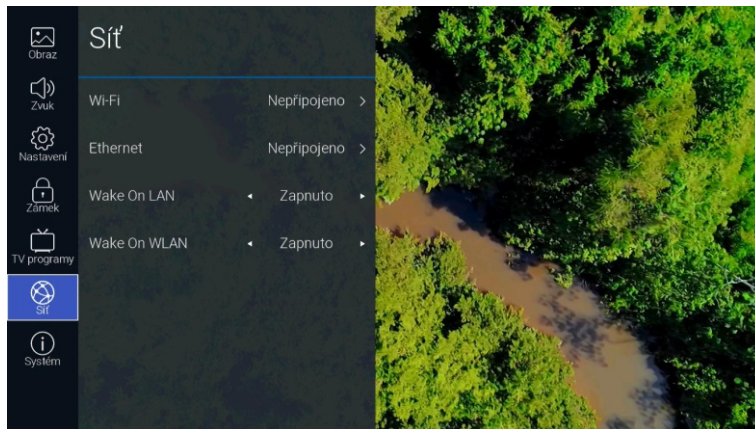 Obraz
Zvuk
Nastavení
Zámek
TV programy
Síť
Systém
Síť
Wi-Fi Nepřipojeno >
Ethernet Nepřipojeno >
Wake On LAN ◂ Zapnuto ▸
Wake On WLAN ◂ Zapnuto ▸